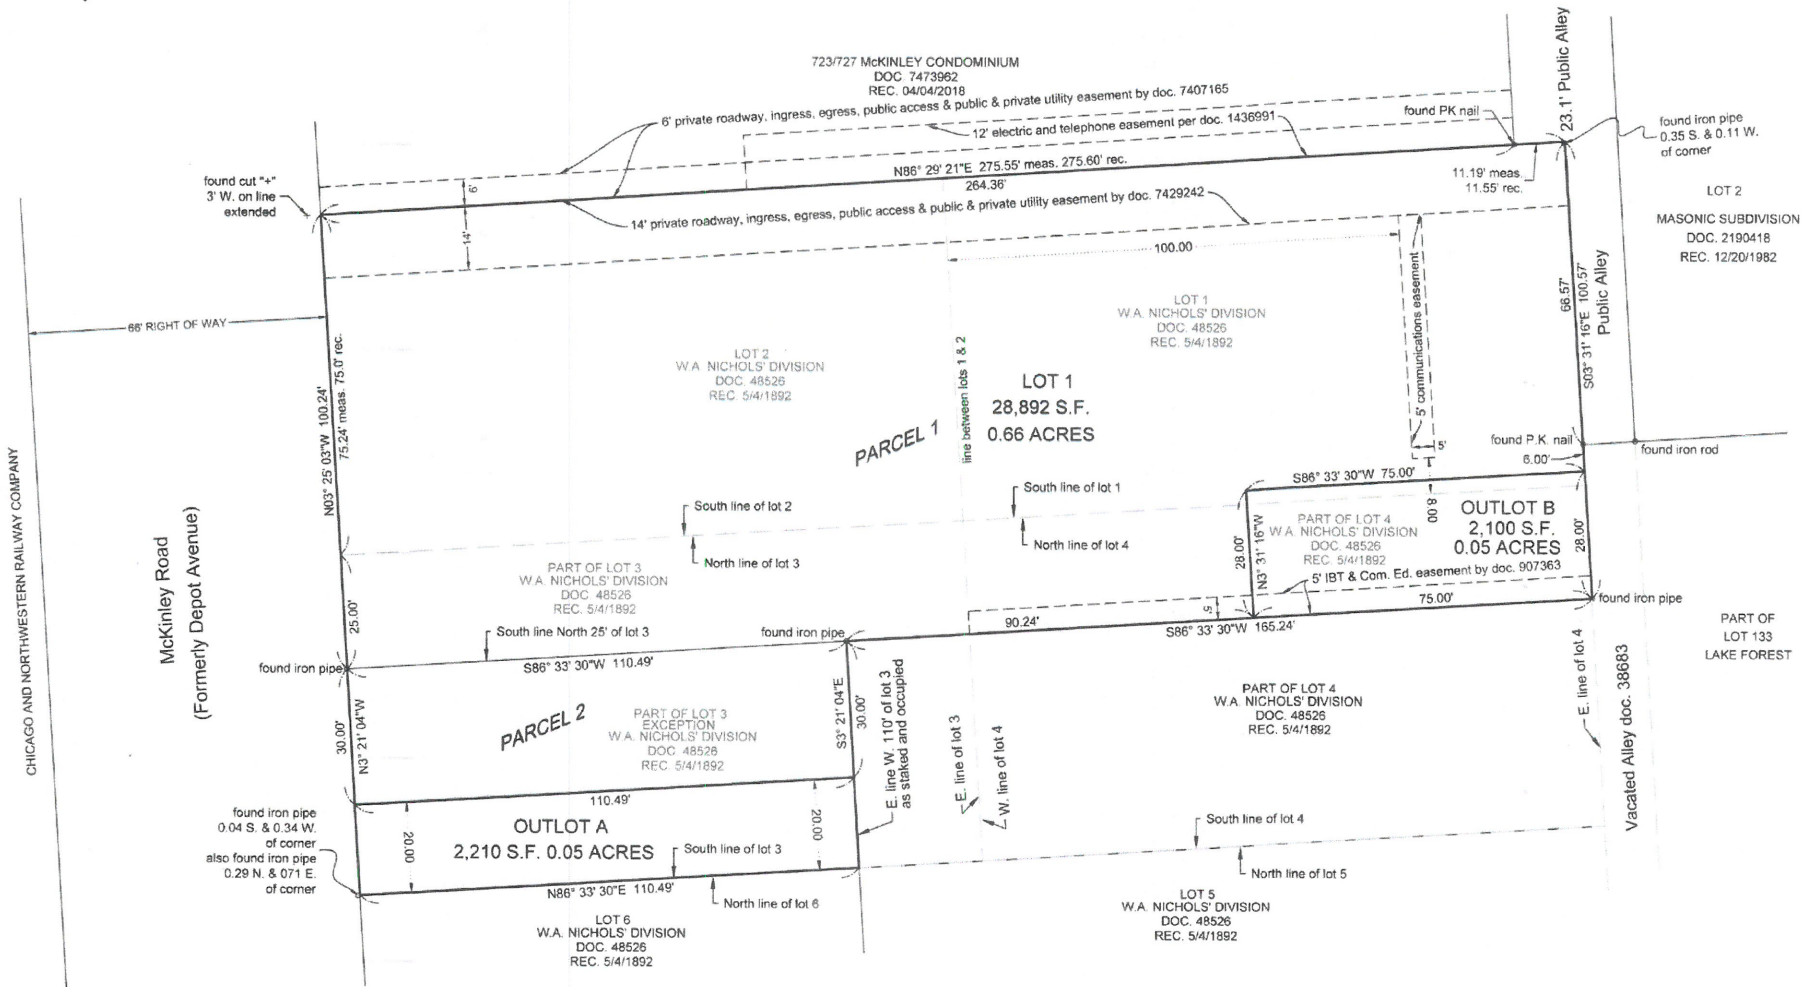 723/727 McKINLEY CONDOMINIUM
DOC. 7473962
REC. 04/04/2018
6' private roadway, ingress, egress, public access & public & private utility easement by doc. 7407165
12' electric and telephone easement per doc. 1436991
found PK nail
23.1' Public Alley
found iron pipe
0.35 S. & 0.11 W.
of corner
found cut "+"
3' W. on line
extended
6'
N86° 29' 21"E 275.55' meas. 275.60' rec.
264.36'
11.19' meas.
11.55' rec.
14' private roadway, ingress, egress, public access & public & private utility easement by doc. 7429242
14'
100.00
LOT 2
MASONIC SUBDIVISION
DOC. 2190418
REC. 12/20/1982
66' RIGHT OF WAY
LOT 2
W.A. NICHOLS' DIVISION
DOC. 48526
REC. 5/4/1892
LOT 1
W.A. NICHOLS' DIVISION
DOC. 48526
REC. 5/4/1892
line between lots 1 & 2
LOT 1
28,892 S.F.
0.66 ACRES
PARCEL 1
5' communications easement
5'
66.57'
S03° 31' 16"E 100.57'
Public Alley
N03° 25' 03"W 100.24'
75.24' meas. 75.0' rec.
found P.K. nail
6.00'
found iron rod
CHICAGO AND NORTHWESTERN RAILWAY COMPANY
McKinley Road
(Formerly Depot Avenue)
South line of lot 2
North line of lot 3
South line of lot 1
North line of lot 4
S86° 33' 30"W 75.00'
8.00
OUTLOT B
2,100 S.F.
0.05 ACRES
PART OF LOT 4
W.A. NICHOLS' DIVISION
DOC. 48526
REC. 5/4/1892
28.00'
N3° 31' 16"W
28.00'
5' IBT & Com. Ed. easement by doc. 907363
5'
75.00'
found iron pipe
PART OF LOT 3
W.A. NICHOLS' DIVISION
DOC. 48526
REC. 5/4/1892
25.00'
South line North 25' of lot 3
found iron pipe
90.24'
S86° 33' 30"W 165.24'
found iron pipe
S86° 33' 30"W 110.49'
PARCEL 2
PART OF LOT 3
EXCEPTION
W.A. NICHOLS' DIVISION
DOC. 48526
REC. 5/4/1892
30.00'
N3° 21' 04"W
S3° 21' 04"E
30.00'
E. line W. 110' of lot 3
as staked and occupied
E. line of lot 3
W. line of lot 4
PART OF LOT 4
W.A. NICHOLS' DIVISION
DOC. 48526
REC. 5/4/1892
E. line of lot 4
Vacated Alley doc. 38683
PART OF
LOT 133
LAKE FOREST
110.49'
found iron pipe
0.04 S. & 0.34 W.
of corner
also found iron pipe
0.29 N. & 071 E.
of corner
20.00
OUTLOT A
2,210 S.F. 0.05 ACRES
20.00
South line of lot 3
N86° 33' 30"E 110.49'
North line of lot 6
South line of lot 4
North line of lot 5
LOT 6
W.A. NICHOLS' DIVISION
DOC. 48526
REC. 5/4/1892
LOT 5
W.A. NICHOLS' DIVISION
DOC. 48526
REC. 5/4/1892